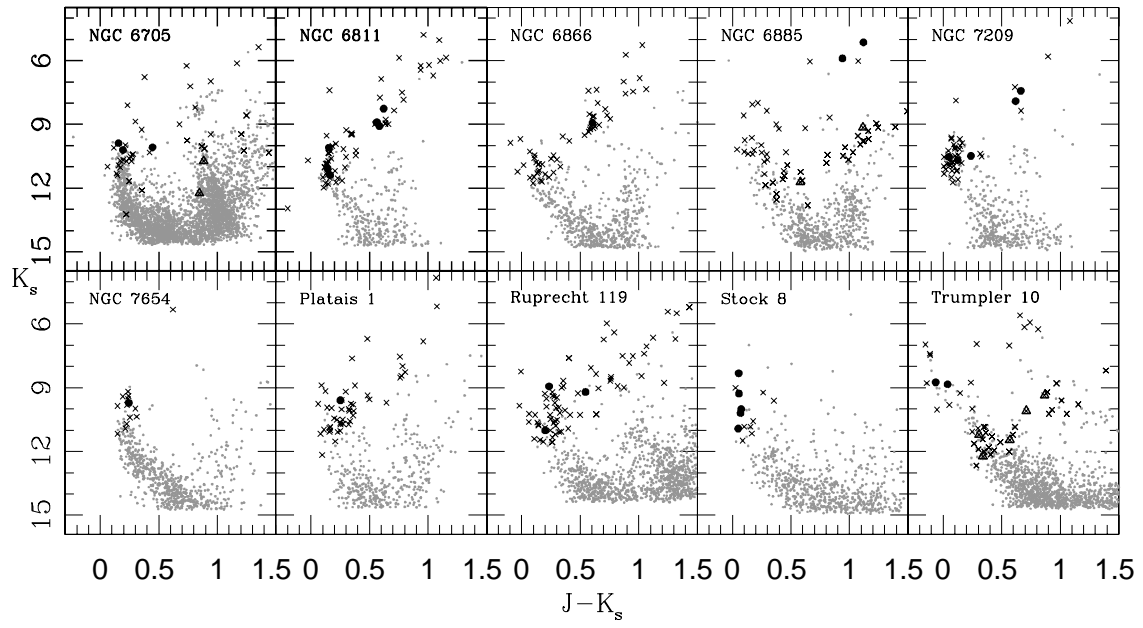 NGC 6705
NGC 6811
NGC 6866
NGC 6885
NGC 7209
6
9
12
15
K_s
NGC 7654
Platais 1
Ruprecht 119
Stock 8
Trumpler 10
6
9
12
15
0 0.5 1 1.5 0 0.5 1 1.5 0 0.5 1 1.5 0 0.5 1 1.5 0 0.5 1 1.5
J−K_s